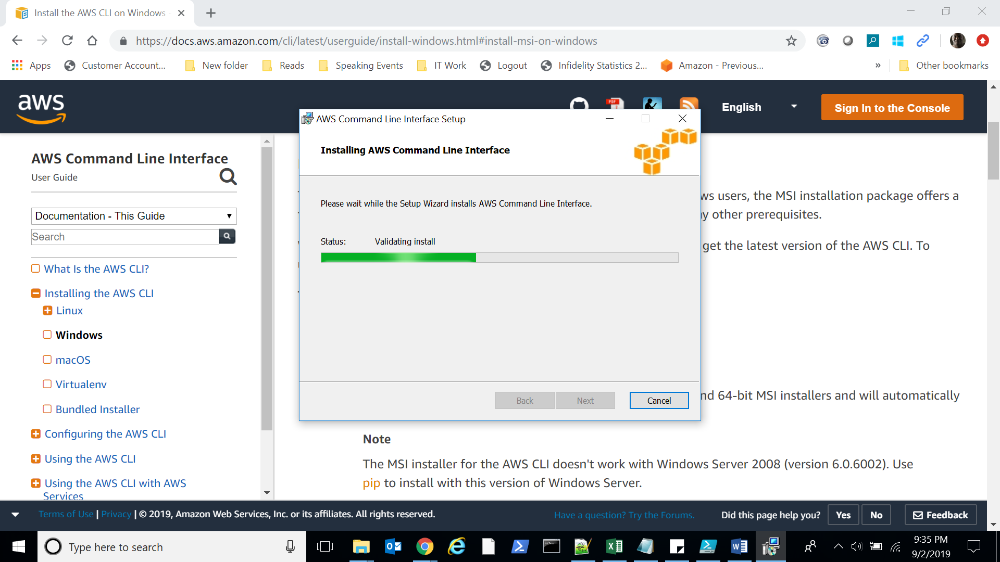 Install the AWS CLI on Windows
https://docs.aws.amazon.com/cli/latest/userguide/install-windows.html#install-msi-on-windows
Apps
Customer Account...
New folder
Reads
Speaking Events
IT Work
Logout
Infidelity Statistics 2...
Amazon - Previous...
»
Other bookmarks
aws
PDF
English
Sign In to the Console
AWS Command Line Interface
User Guide
Documentation - This Guide
Search
What Is the AWS CLI?
Installing the AWS CLI
Linux
Windows
macOS
Virtualenv
Bundled Installer
Configuring the AWS CLI
Using the AWS CLI
Using the AWS CLI with AWS
Services
AWS Command Line Interface Setup
Installing AWS Command Line Interface
Please wait while the Setup Wizard installs AWS Command Line Interface.
Status: Validating install
Back
Next
Cancel
users, the MSI installation package offers a
other prerequisites.
get the latest version of the AWS CLI. To
64-bit MSI installers and will automatically
Note
The MSI installer for the AWS CLI doesn't work with Windows Server 2008 (version 6.0.6002). Use
pip to install with this version of Windows Server.
Terms of Use | Privacy | © 2019, Amazon Web Services, Inc. or its affiliates. All rights reserved.
Have a question? Try the Forums.
Did this page help you?
Yes
No
Feedback
Type here to search
9:35 PM
9/2/2019